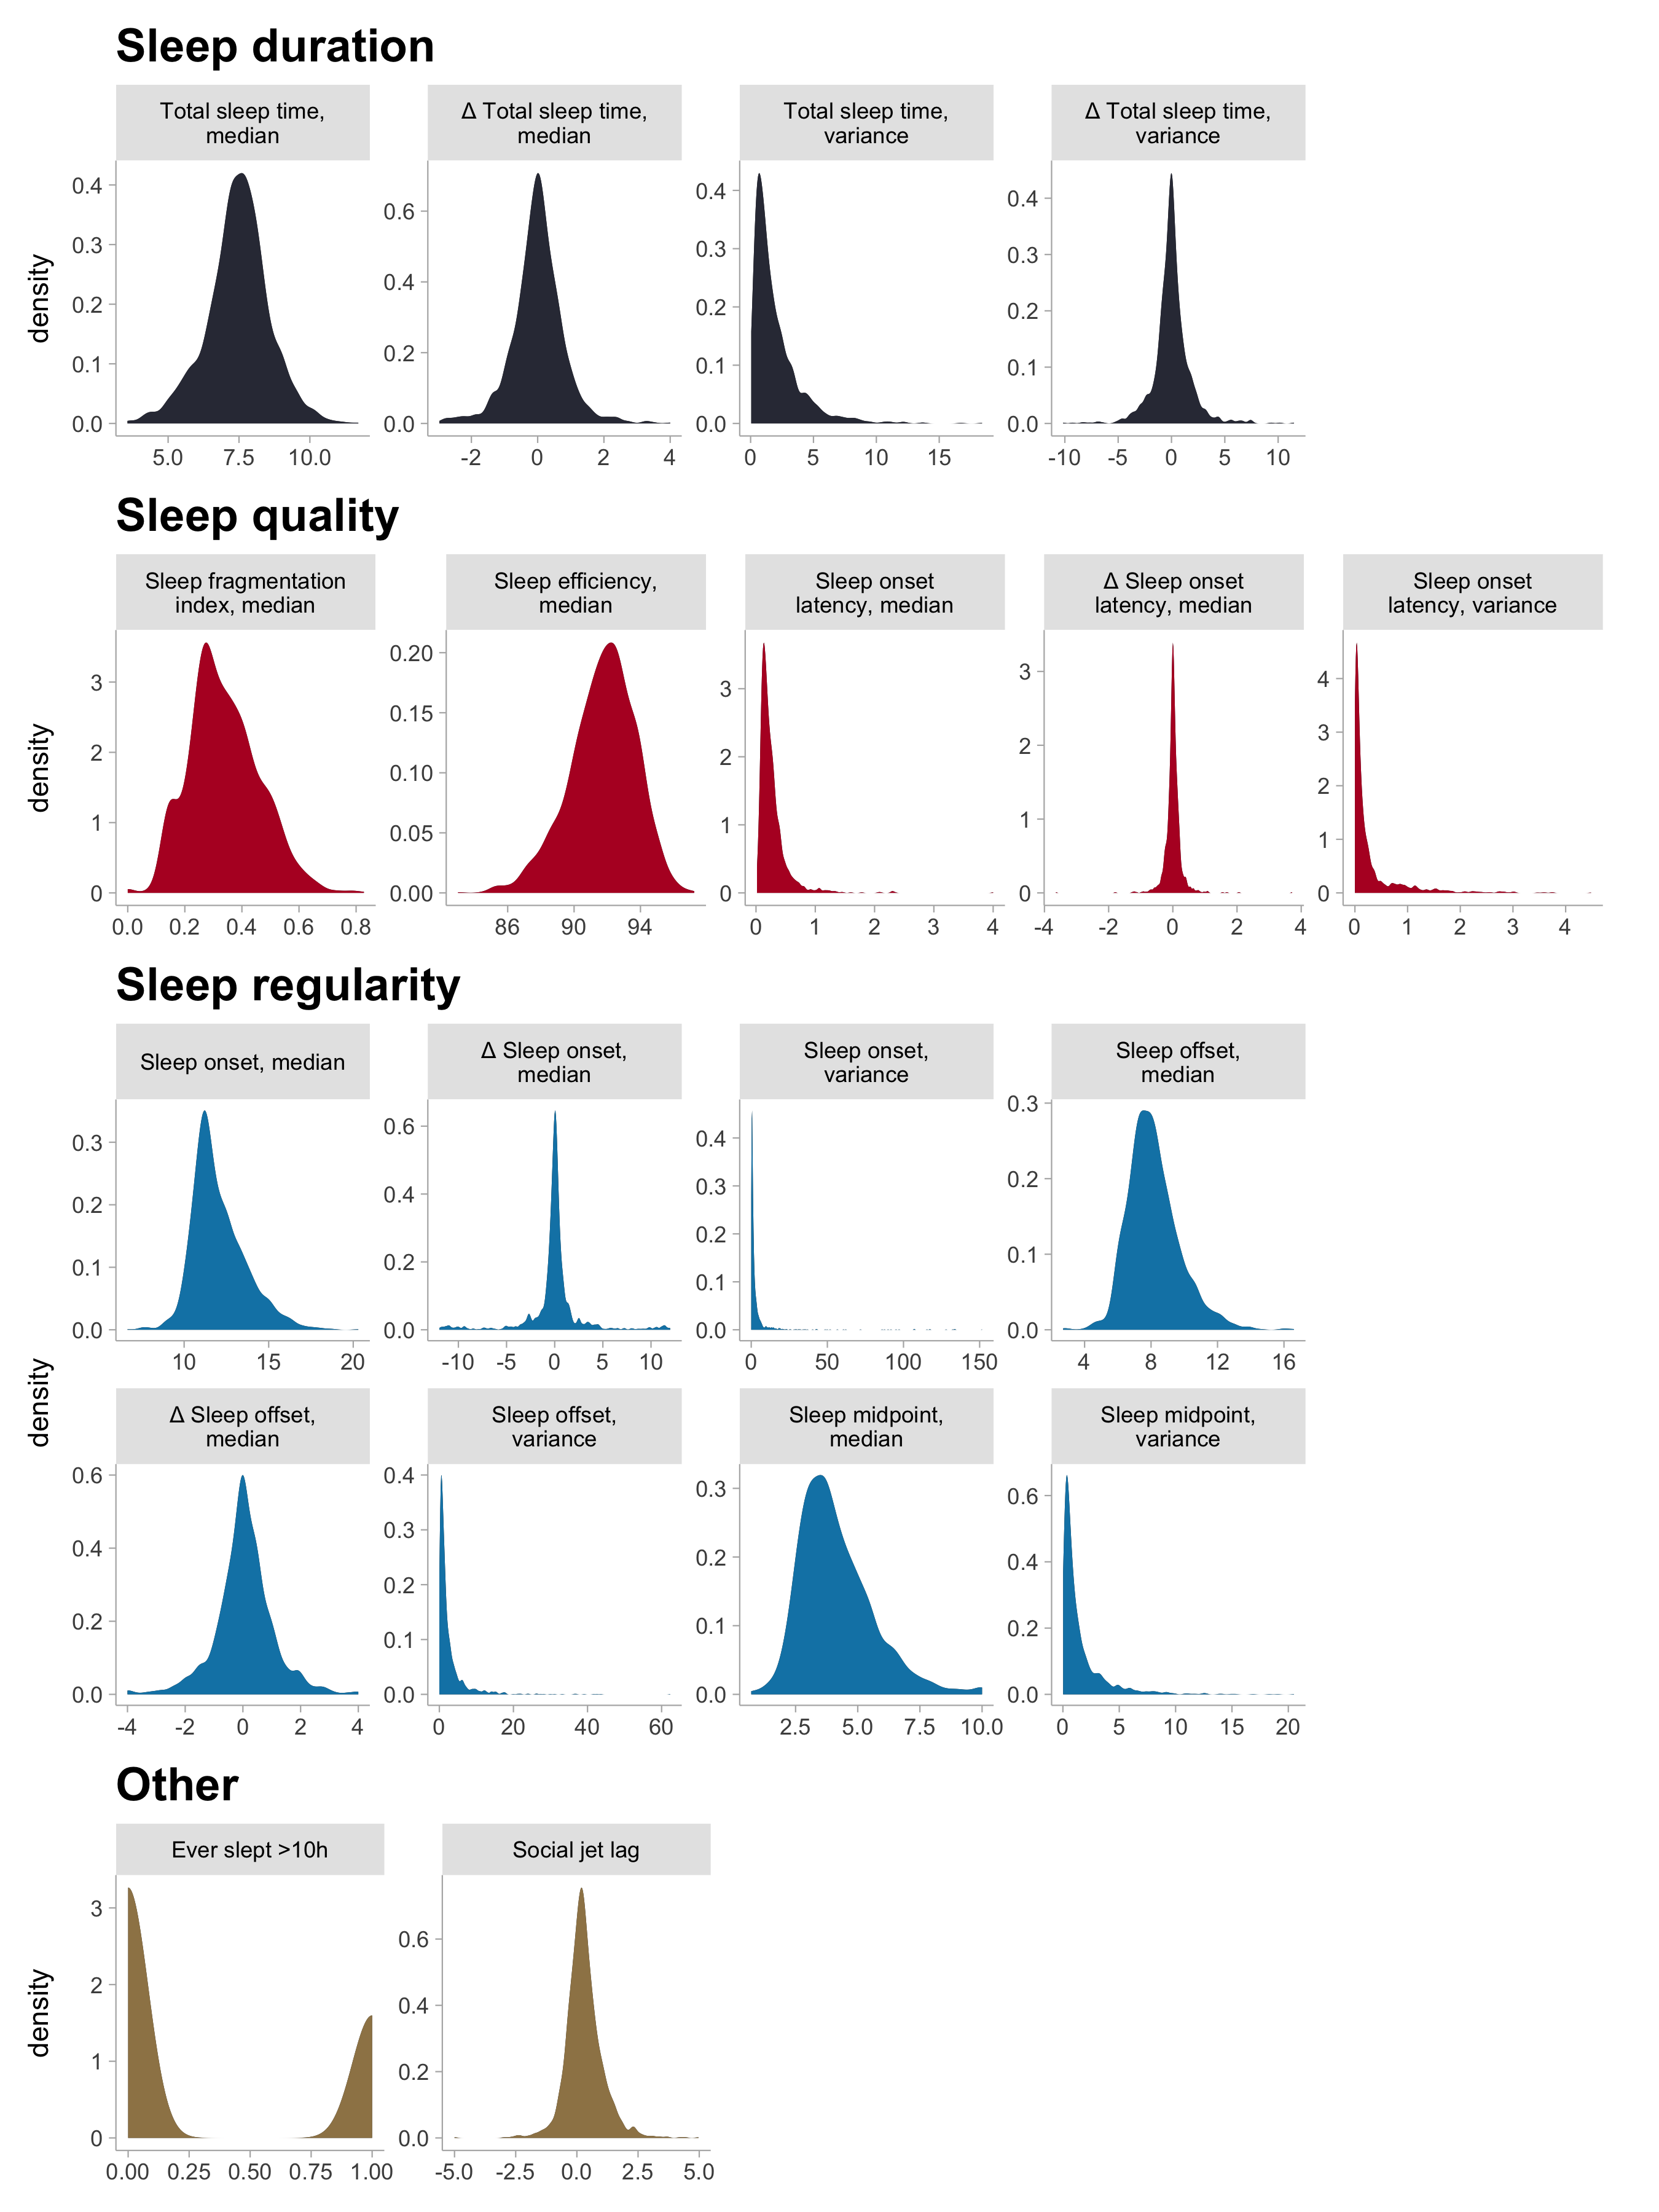 Sleep duration
Total sleep time,
median
Δ Total sleep time,
median
Total sleep time,
variance
Δ Total sleep time,
variance
density
0.4
0.3
0.2
0.1
0.0
5.0 7.5 10.0
0.6
0.4
0.2
0.0
-2 0 2 4
0.4
0.3
0.2
0.1
0.0
0 5 10 15
0.4
0.3
0.2
0.1
0.0
-10 -5 0 5 10
Sleep quality
Sleep fragmentation
index, median
Sleep efficiency,
median
Sleep onset
latency, median
Δ Sleep onset
latency, median
Sleep onset
latency, variance
density
3
2
1
0
0.0 0.2 0.4 0.6 0.8
0.20
0.15
0.10
0.05
0.00
86 90 94
3
2
1
0
0 1 2 3 4
3
2
1
0
-4 -2 0 2 4
4
3
2
1
0
0 1 2 3 4
Sleep regularity
Sleep onset, median
Δ Sleep onset,
median
Sleep onset,
variance
Sleep offset,
median
0.3
0.2
0.1
0.0
10 15 20
0.6
0.4
0.2
0.0
-10 -5 0 5 10
0.4
0.3
0.2
0.1
0.0
0 50 100 150
0.3
0.2
0.1
0.0
4 8 12 16
density
Δ Sleep offset,
median
Sleep offset,
variance
Sleep midpoint,
median
Sleep midpoint,
variance
0.6
0.4
0.2
0.0
-4 -2 0 2 4
0.4
0.3
0.2
0.1
0.0
0 20 40 60
0.3
0.2
0.1
0.0
2.5 5.0 7.5 10.0
0.6
0.4
0.2
0.0
0 5 10 15 20
Other
Ever slept >10h
Social jet lag
density
3
2
1
0
0.00 0.25 0.50 0.75 1.00
0.6
0.4
0.2
0.0
-5.0 -2.5 0.0 2.5 5.0